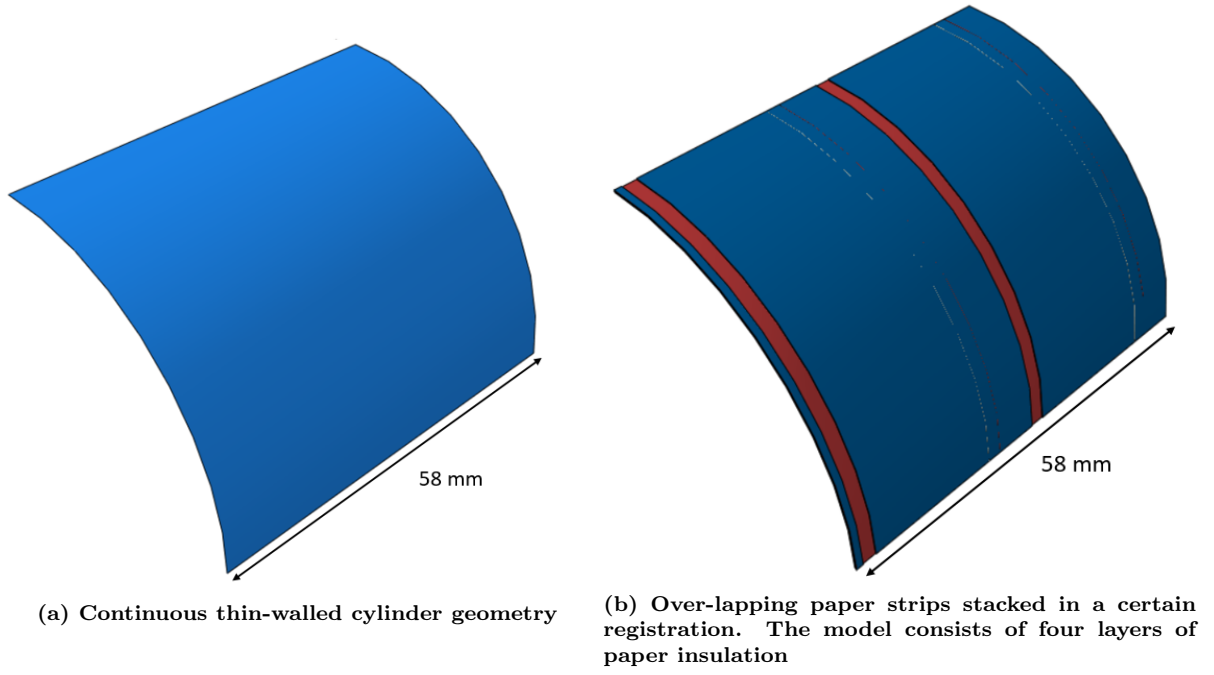 58 mm
58 mm
(a) Continuous thin-walled cylinder geometry
(b) Over-lapping paper strips stacked in a certain
registration. The model consists of four layers of
paper insulation